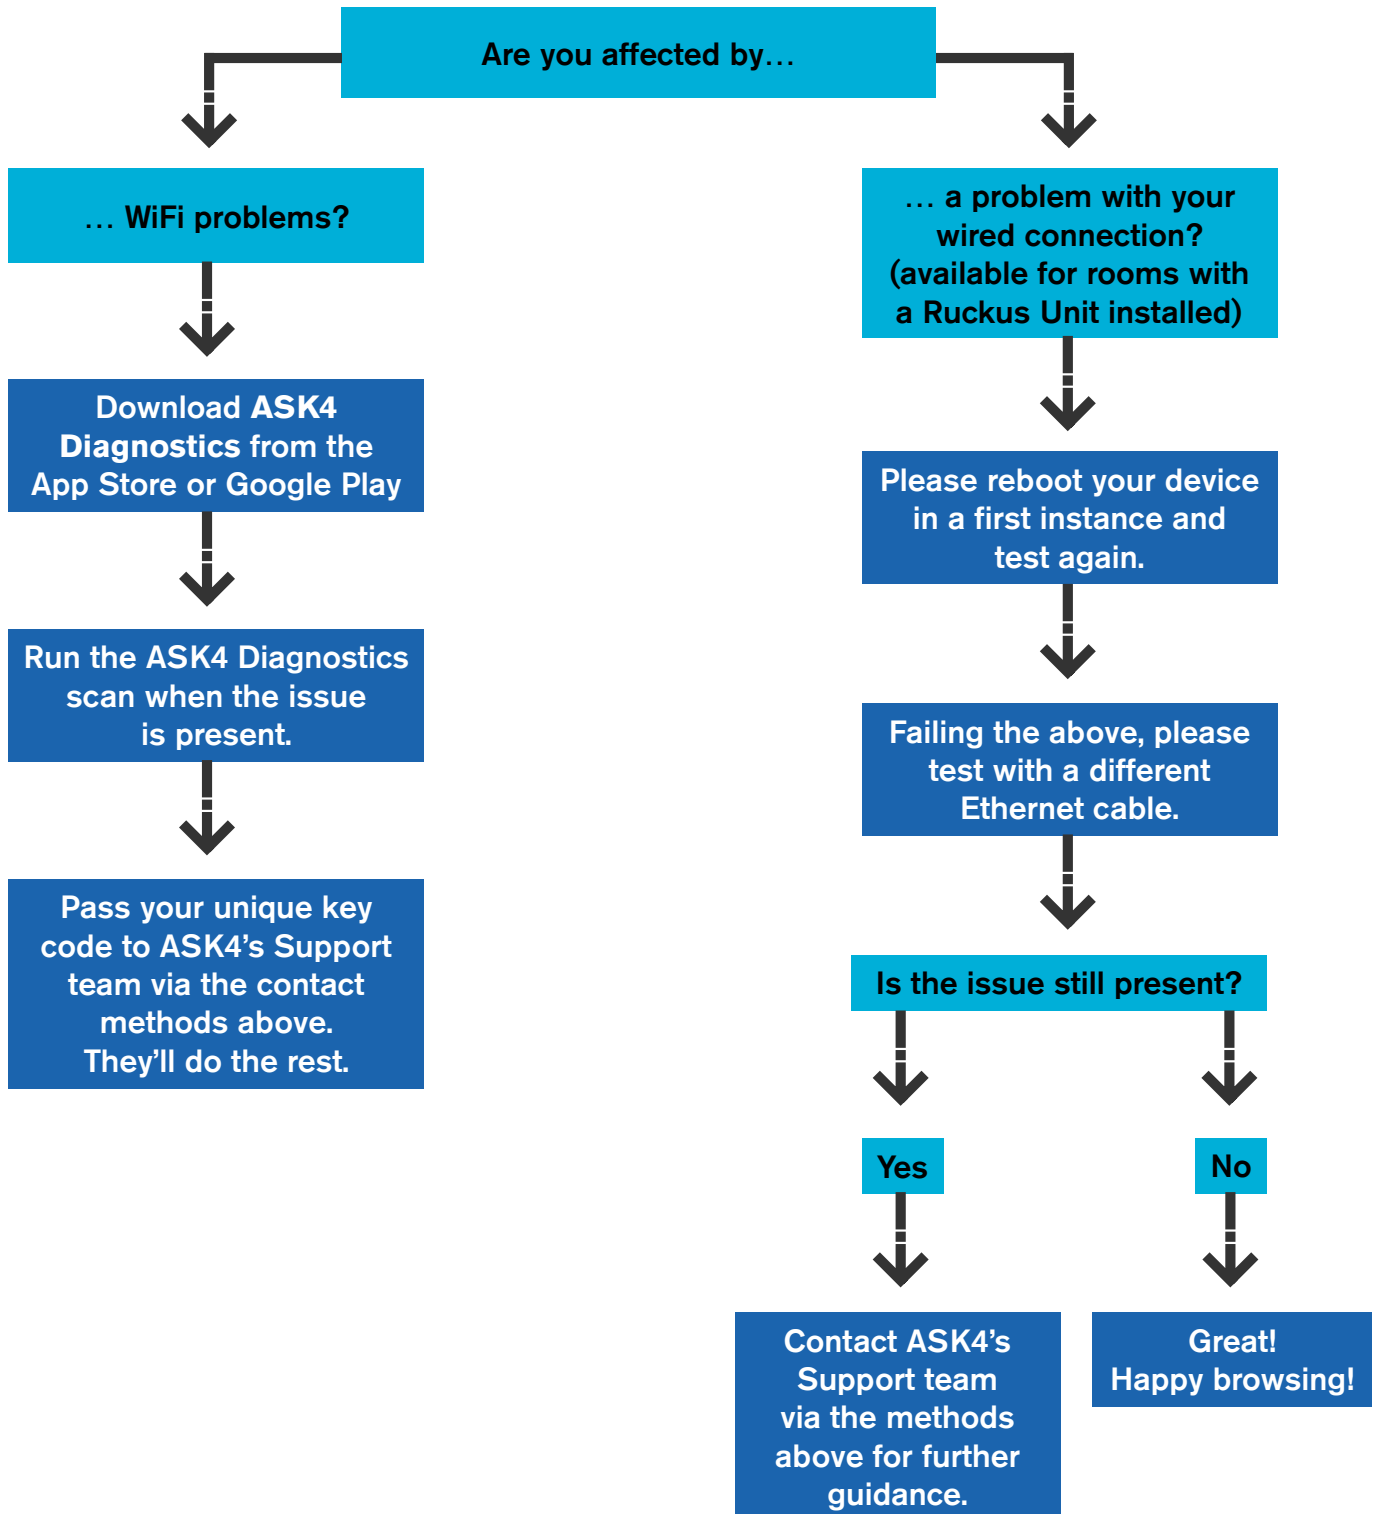 Are you affected by…
… WiFi problems?
Download ASK4
Diagnostics from the
App Store or Google Play
Run the ASK4 Diagnostics
scan when the issue
is present.
Pass your unique key
code to ASK4’s Support
team via the contact
methods above.
They’ll do the rest.
… a problem with your
wired connection?
(available for rooms with
a Ruckus Unit installed)
Please reboot your device
in a first instance and
test again.
Failing the above, please
test with a different
Ethernet cable.
Is the issue still present?
Yes
Contact ASK4’s
Support team
via the methods
above for further
guidance.
No
Great!
Happy browsing!